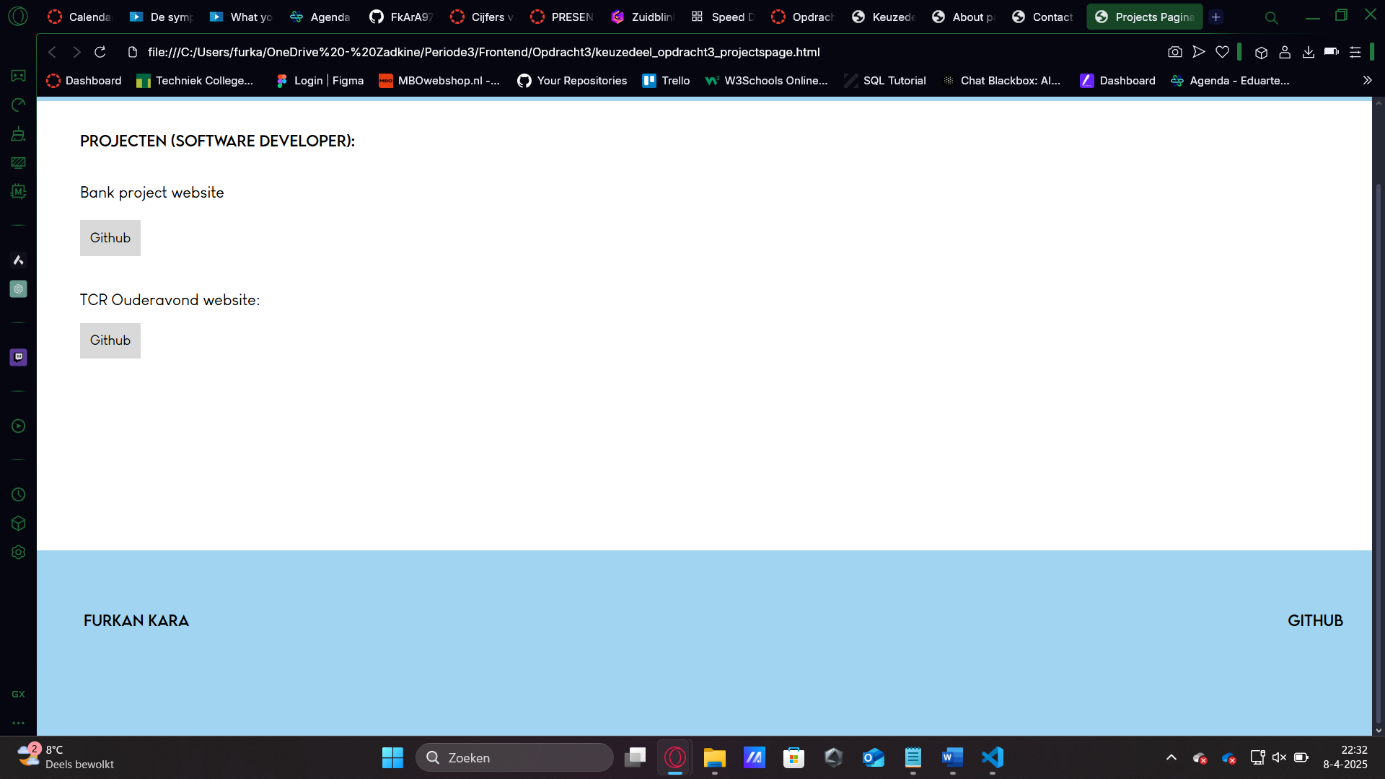 Calenda
De symp
What yo
Agenda
FkArA97
Cijfers v
PRESEN
Zuidblin
Speed D
Opdrach
Keuzede
About p
Contact
Projects Pagina
file:///C:/Users/furka/OneDrive%20-%20Zadkine/Periode3/Frontend/Opdracht3/keuzedeel_opdracht3_projectspage.html
Dashboard
Techniek College...
Login | Figma
MBOwebshop.nl -...
Your Repositories
Trello
W3Schools Online...
SQL Tutorial
Chat Blackbox: AI...
Dashboard
Agenda - Eduarte...
PROJECTEN (SOFTWARE DEVELOPER):
Bank project website
Github
TCR Ouderavond website:
Github
FURKAN KARA
GITHUB
GX
2
8°C
Deels bewolkt
Zoeken
22:32
8-4-2025